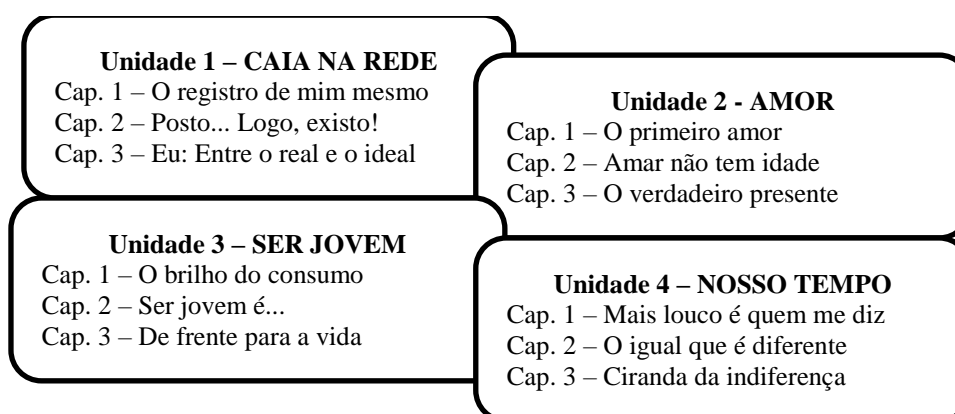 Unidade 1 – CAIA NA REDE
Cap. 1 – O registro de mim mesmo
Cap. 2 – Posto... Logo, existo!
Cap. 3 – Eu: Entre o real e o ideal
Unidade 2 - AMOR
Cap. 1 – O primeiro amor
Cap. 2 – Amar não tem idade
Cap. 3 – O verdadeiro presente
Unidade 3 – SER JOVEM
Cap. 1 – O brilho do consumo
Cap. 2 – Ser jovem é...
Cap. 3 – De frente para a vida
Unidade 4 – NOSSO TEMPO
Cap. 1 – Mais louco é quem me diz
Cap. 2 – O igual que é diferente
Cap. 3 – Ciranda da indiferença